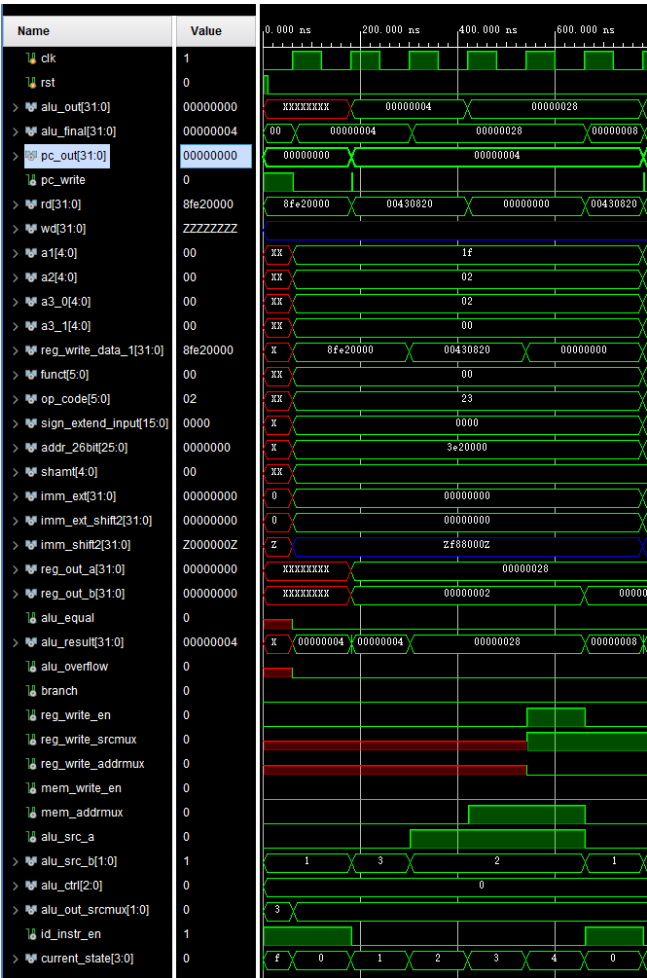 Name Value 0.000 ns 200.000 ns 400.000 ns 600.000 ns
clk 1
rst 0
alu_out[31:0] 00000000 XXXXXXXX 00000004 00000028
alu_final[31:0] 00000004 00 00000004 00000028 00000008
pc_out[31:0] 00000000 00000000 00000004
pc_write 0
rd[31:0] 8fe20000 8fe20000 00430820 00000000 00430820
wd[31:0] ZZZZZZZZ
a1[4:0] 00 XX 1f
a2[4:0] 00 XX 02
a3_0[4:0] 00 XX 02
a3_1[4:0] 00 XX 00
reg_write_data_1[31:0] 8fe20000 X 8fe20000 00430820 00000000
funct[5:0] 00 XX 00
op_code[5:0] 02 XX 23
sign_extend_input[15:0] 0000 X 0000
addr_26bit[25:0] 0000000 X 3e20000
shamt[4:0] 00 XX
imm_ext[31:0] 00000000 0 00000000
imm_ext_shift2[31:0] 00000000 0 00000000
imm_shift2[31:0] Z000000Z Z Zf88000Z
reg_out_a[31:0] 00000000 XXXXXXXX 00000028
reg_out_b[31:0] 00000000 XXXXXXXX 00000002 00000
alu_equal 0
alu_result[31:0] 00000004 X 00000004 00000004 00000028 00000008
alu_overflow 0
branch 0
reg_write_en 0
reg_write_srcmux 0
reg_write_addrmux 0
mem_write_en 0
mem_addrmux 0
alu_src_a 0
alu_src_b[1:0] 1 1 3 2 1
alu_ctrl[2:0] 0 0
alu_out_srcmux[1:0] 0 3
id_instr_en 1
current_state[3:0] 0 f 0 1 2 3 4 0